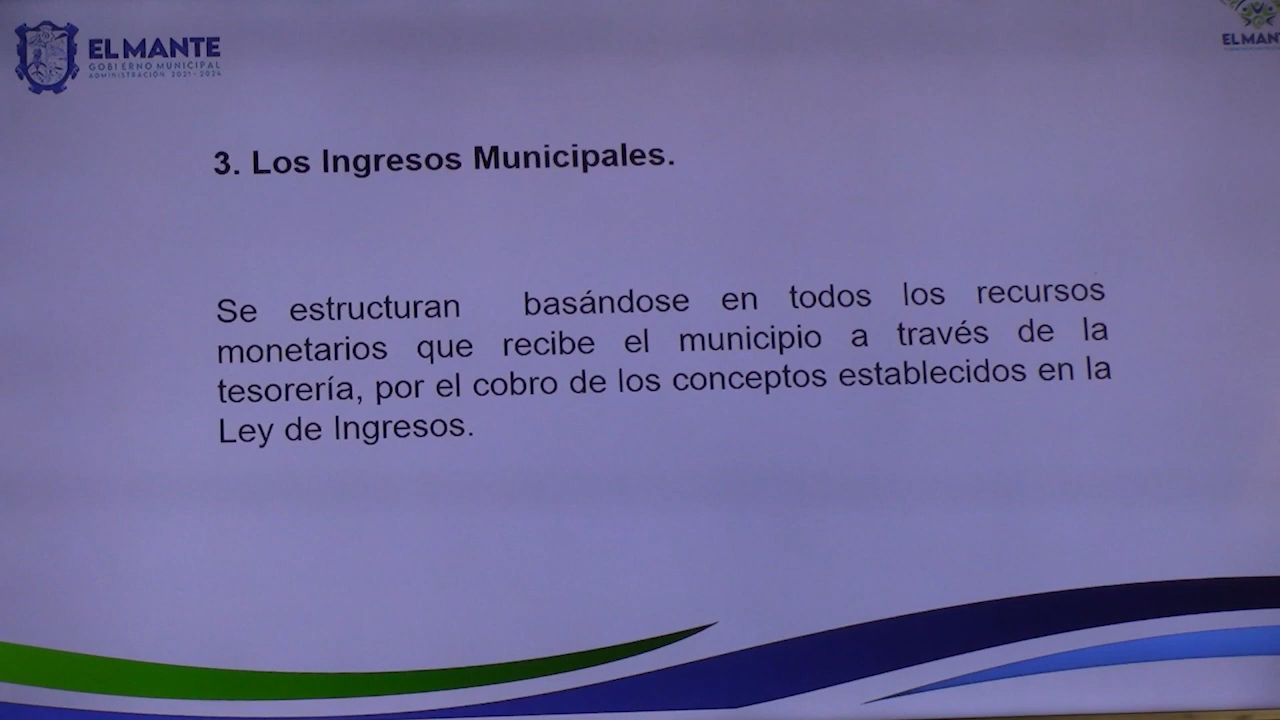 EL MANTE
GOBIERNO MUNICIPAL
ADMINISTRACIÓN 2021 - 2024
EL MAN
3. Los Ingresos Municipales.
Se estructuran basándose en todos los recursos
monetarios que recibe el municipio a través de la
tesorería, por el cobro de los conceptos establecidos en la
Ley de Ingresos.